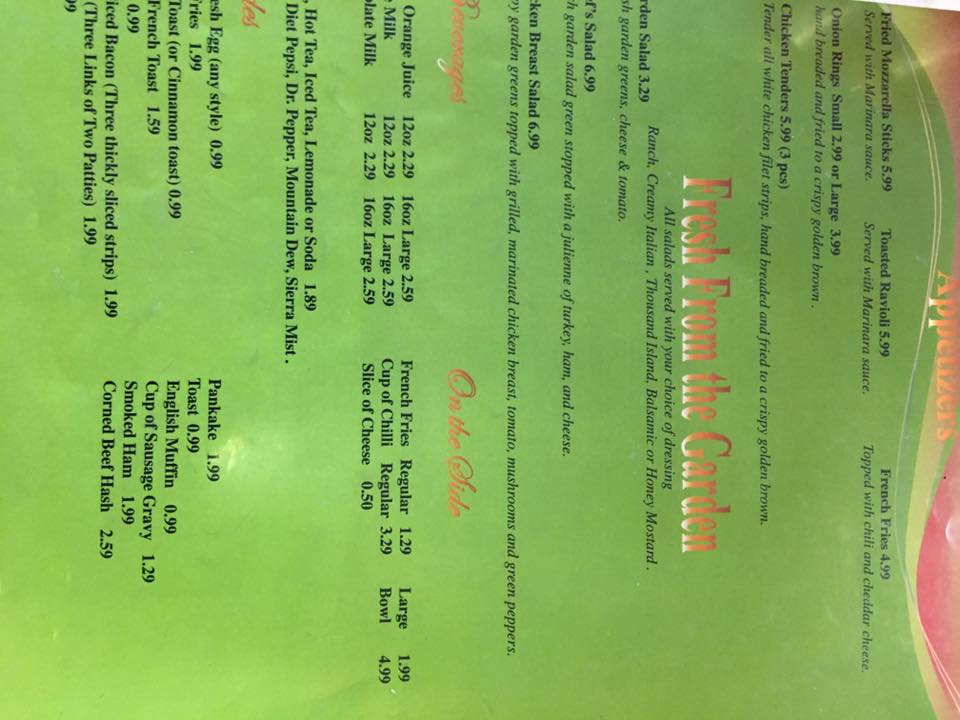 Appetizers
Fried Mozzarella Sticks 5.99 Toasted Ravioli 5.99 French Fries 4.99
Served with Marinara sauce. Served with Marinara sauce. Topped with chili and cheddar cheese.
Onion Rings Small 2.99 or Large 3.99
hand breaded and fried to a crispy golden brown .
Chicken Tenders 5.99 (3 pcs)
Tender all white chicken filet strips, hand breaded and fried to a crispy golden brown.
Fresh From the Garden
All salads served with your choice of dressing
Ranch, Creamy Italian , Thousand Island, Balsamic or Honey Mostard .
rden Salad 3.29
sh garden greens, cheese & tomato.
ef's Salad 6.99
h garden salad green stopped with a julienne of turkey, ham, and cheese.
cken Breast Salad 6.99
py garden greens topped with grilled, marinated chicken breast, tomato, mushrooms and green peppers.
Beverages On the Side
Orange Juice 12oz 2.29 16oz Large 2.59 French Fries Regular 1.29 Large 1.99
e Milk 12oz 2.29 16oz Large 2.59 Cup of Chilli Regular 3.29 Bowl 4.99
olate Milk 12oz 2.29 16oz Large 2.59 Slice of Cheese 0.50
, Hot Tea, Iced Tea, Lemonade or Soda 1.89
Diet Pepsi, Dr. Pepper, Mountain Dew, Sierra Mist .
des
esh Egg (any style) 0.99 Pankake 1.99
ries 1.99 Toast 0.99
Toast (or Cinnamon toast) 0.99 English Muffin 0.99
French Toast 1.59 Cup of Sausage Gravy 1.29
0.99 Smoked Ham 1.99
iced Bacon (Three thickly sliced strips) 1.99 Corned Beef Hash 2.59
(Three Links of Two Patties) 1.99
99